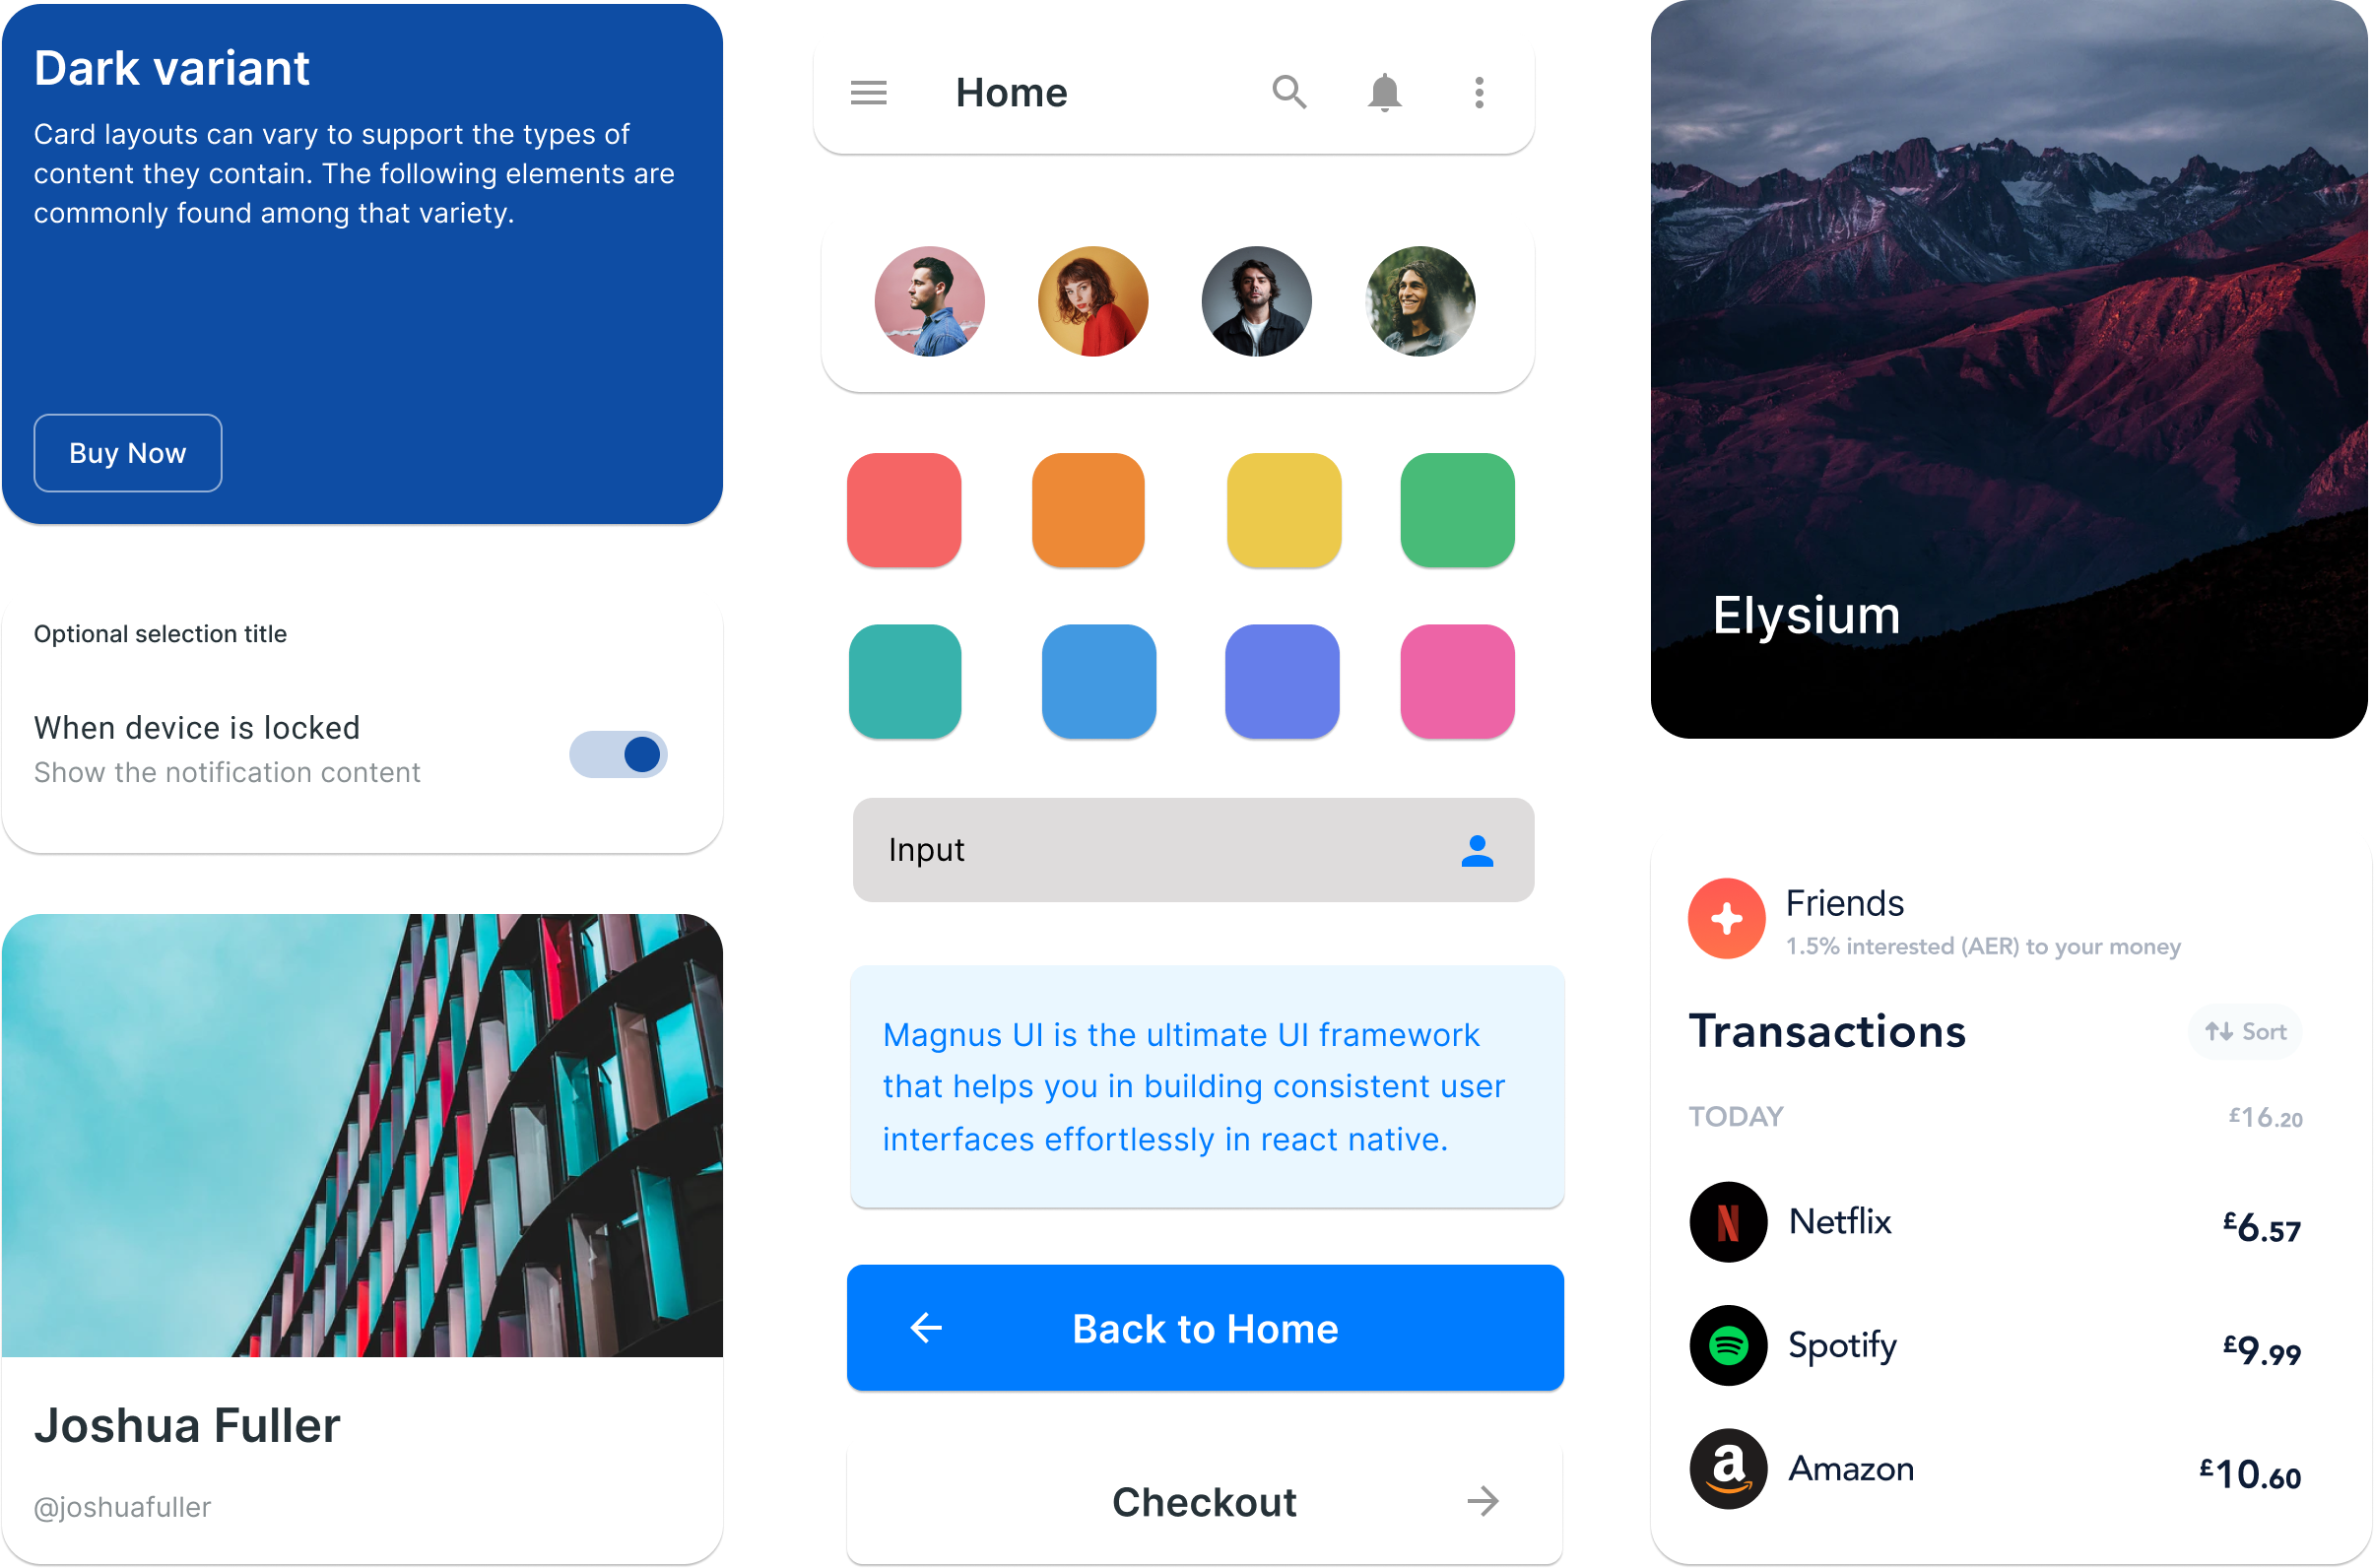 Dark variant
Card layouts can vary to support the types of
content they contain. The following elements are
commonly found among that variety.
Buy Now
Optional selection title
When device is locked
Show the notification content
Joshua Fuller
@joshuafuller
Home
Input
Magnus UI is the ultimate UI framework
that helps you in building consistent user
interfaces effortlessly in react native.
Back to Home
Checkout
Elysium
Friends
1.5% interested (AER) to your money
Transactions
Sort
TODAY £16.20
N Netflix £6.57
Spotify £9.99
a Amazon £10.60